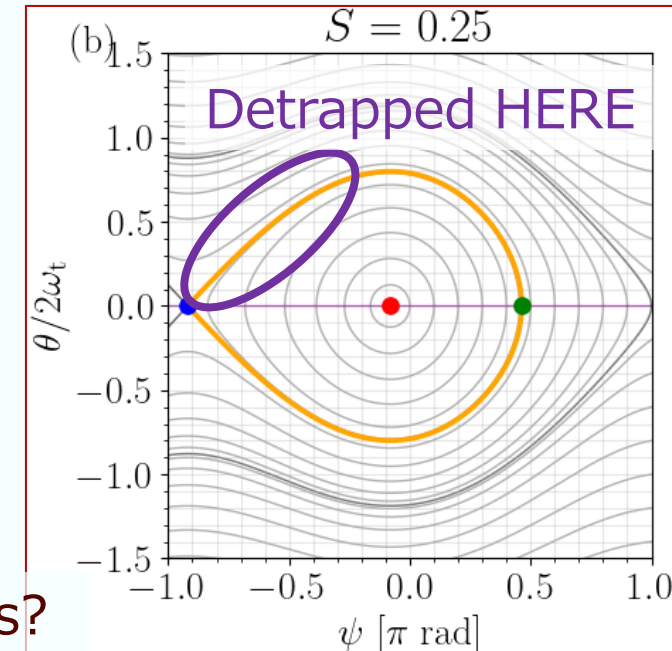 (b)
S = 0.25
Detrapped HERE
1.5
1.0
0.5
0.0
−0.5
−1.0
−1.5
θ/2ω_t
−1.0 −0.5 0.0 0.5 1.0
ψ [π rad]
s?